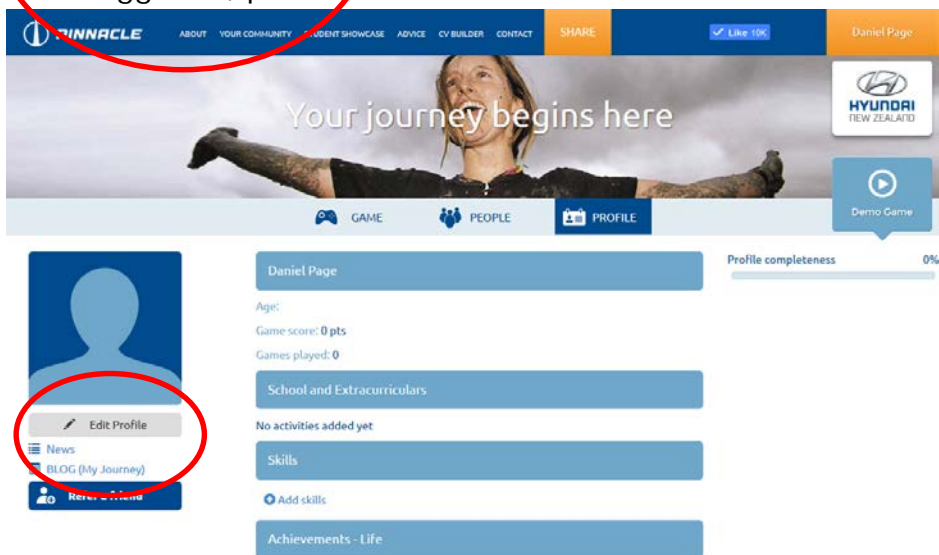 PINNACLE
ABOUT YOUR COMMUNITY STUDENT SHOWCASE ADVICE CV BUILDER CONTACT SHARE Like 10K Daniel Page
Your journey begins here
HYUNDAI
NEW ZEALAND
GAME PEOPLE PROFILE
Demo Game
Daniel Page
Profile completeness 0%
Age:
Game score: 0 pts
Games played: 0
School and Extracurriculars
Edit Profile
No activities added yet
News
BLOG (My Journey)
Skills
Refer a friend
Add skills
Achievements - Life